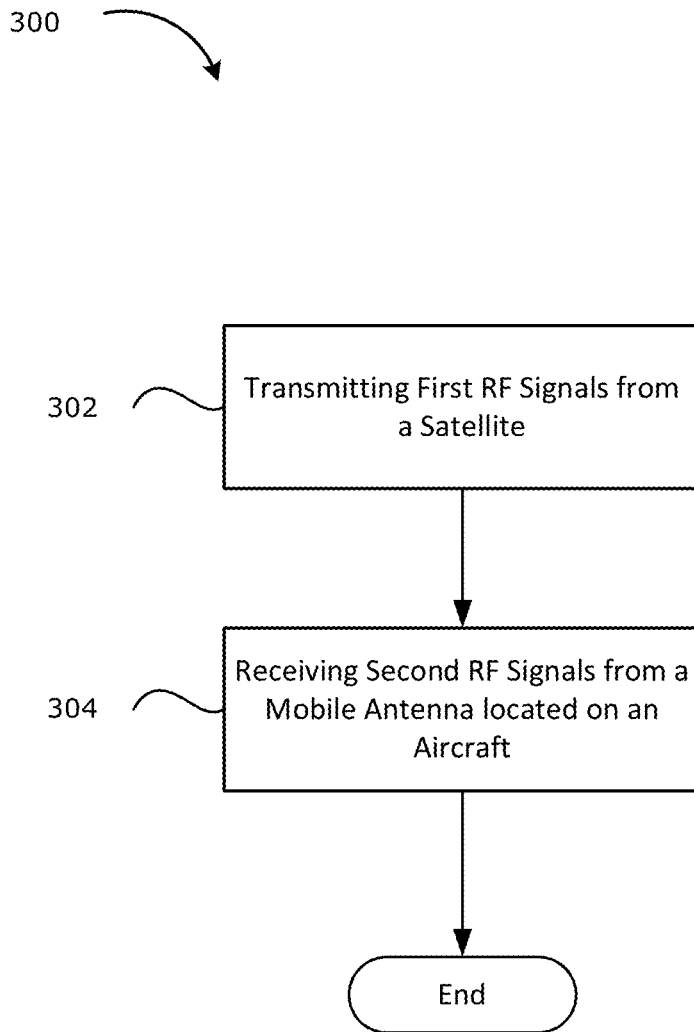 300
302
Transmitting First RF Signals from
a Satellite
304
Receiving Second RF Signals from a
Mobile Antenna located on an
Aircraft
End